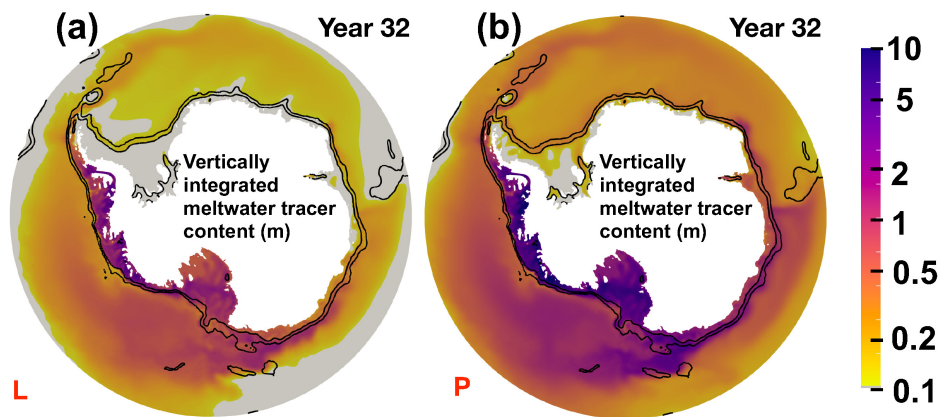 (a)
Year 32
Vertically
integrated
meltwater tracer
content (m)
L
(b)
Year 32
Vertically
integrated
meltwater tracer
content (m)
P
10
5
2
1
0.5
0.2
0.1